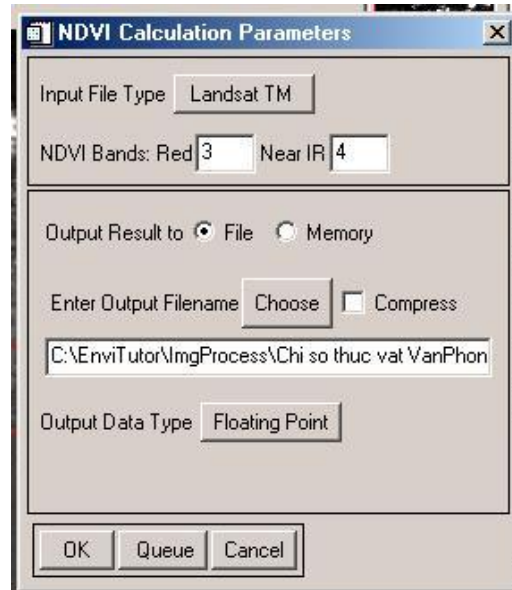 NDVI Calculation Parameters
Input File Type Landsat TM
NDVI Bands: Red 3 Near IR 4
Output Result to File Memory
Enter Output Filename Choose Compress
C:\EnviTutor\ImgProcess\Chi so thuc vat VanPhon
Output Data Type Floating Point
OK Queue Cancel